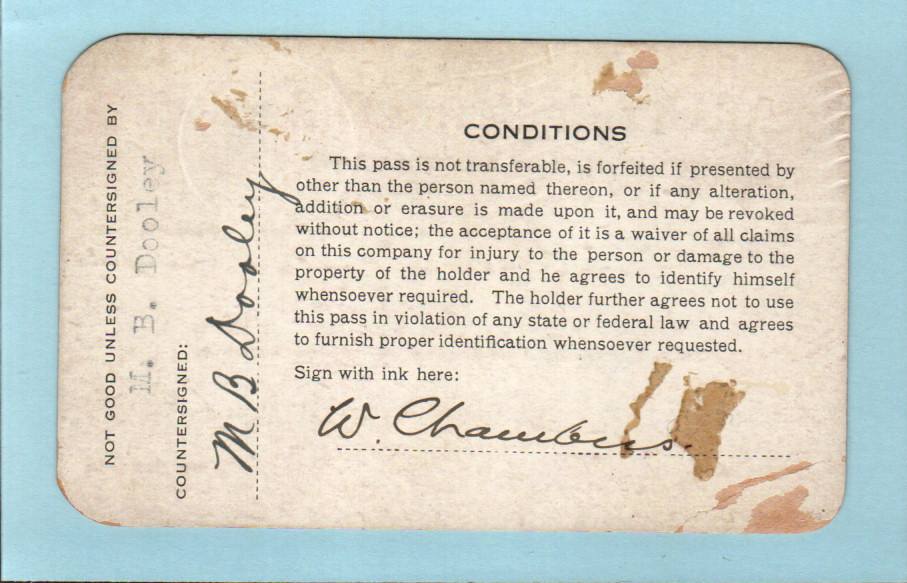 NOT GOOD UNLESS COUNTERSIGNED BY
M. B. Dooley
COUNTERSIGNED:
M B Dooley
CONDITIONS
This pass is not transferable, is forfeited if presented by
other than the person named thereon, or if any alteration,
addition or erasure is made upon it, and may be revoked
without notice; the acceptance of it is a waiver of all claims
on this company for injury to the person or damage to the
property of the holder and he agrees to identify himself
whensoever required. The holder further agrees not to use
this pass in violation of any state or federal law and agrees
to furnish proper identification whensoever requested.
Sign with ink here:
W. Chambers.